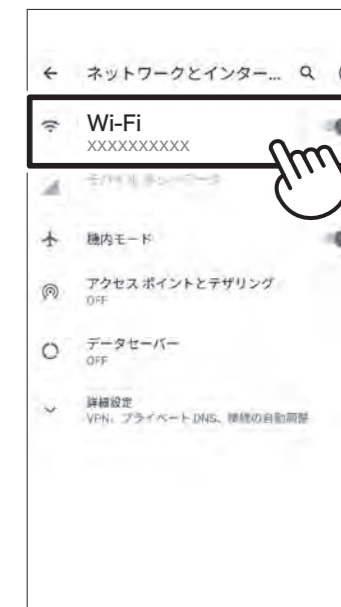 ネットワークとインター...
Wi-Fi
XXXXXXXXXX
機内モード
アクセス ポイントとテザリング
OFF
データセーバー
OFF
詳細設定
VPN、プライベート DNS、接続の自動調整